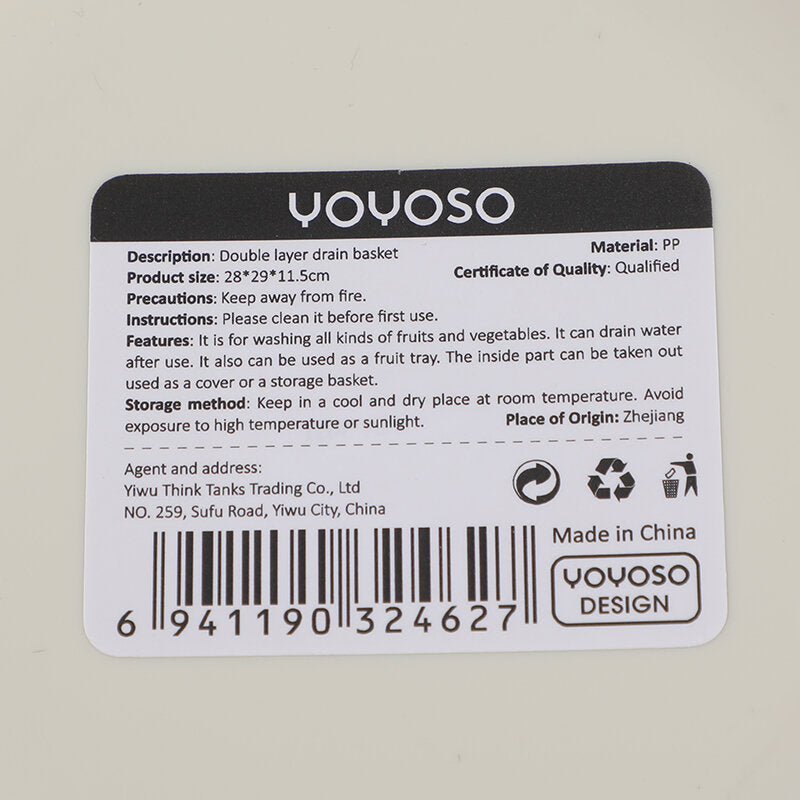 YOYOSO
Description: Double layer drain basket
Material: PP
Product size: 28*29*11.5cm
Certificate of Quality: Qualified
Precautions: Keep away from fire.
Instructions: Please clean it before first use.
Features: It is for washing all kinds of fruits and vegetables. It can drain water
after use. It also can be used as a fruit tray. The inside part can be taken out
used as a cover or a storage basket.
Storage method: Keep in a cool and dry place at room temperature. Avoid
exposure to high temperature or sunlight.
Place of Origin: Zhejiang
Agent and address:
Yiwu Think Tanks Trading Co., Ltd
NO. 259, Sufu Road, Yiwu City, China
Made in China
YOYOSO
DESIGN
6 941190 324627